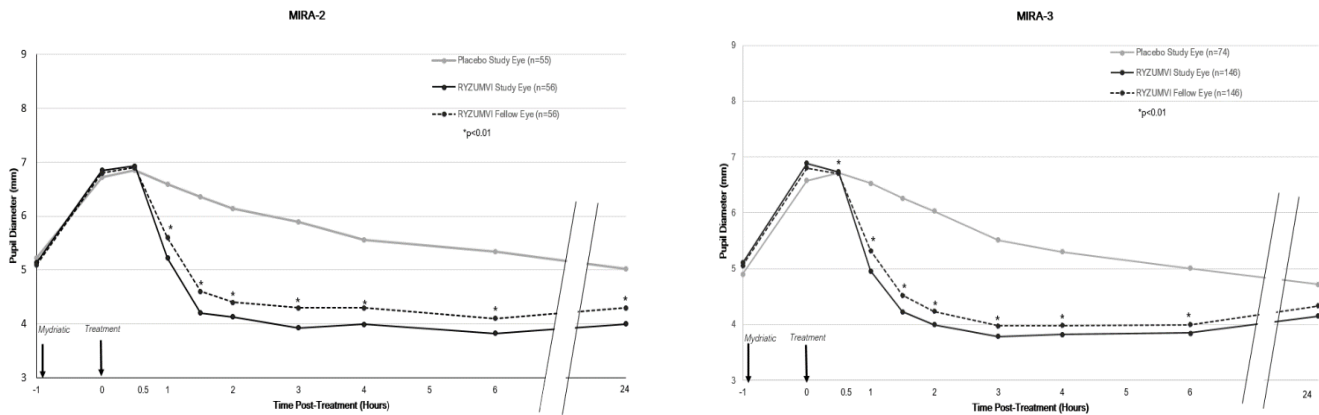 MIRA-2
9
8
7
6
5
4
3
Pupil Diameter (mm)
Placebo Study Eye (n=55)
RYZUMVI Study Eye (n=56)
RYZUMVI Fellow Eye (n=56)
*p<0.01
* * * * * * *
Mydriatic Treatment
-1 0 0.5 1 2 3 4 5 6 24
Time Post-Treatment (Hours)
MIRA-3
9
8
7
6
5
4
3
Pupil Diameter (mm)
Placebo Study Eye (n=74)
RYZUMVI Study Eye (n=146)
RYZUMVI Fellow Eye (n=146)
*p<0.01
* * * * * * *
Mydriatic Treatment
-1 0 0.5 1 2 3 4 5 6 24
Time Post-Treatment (Hours)